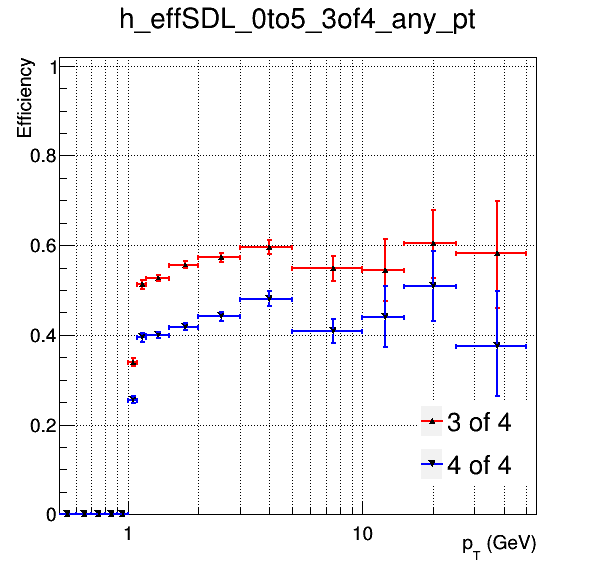 h_effSDL_0to5_3of4_any_pt
Efficiency
1
0.8
0.6
0.4
0.2
0
3 of 4
4 of 4
1
10
p_T (GeV)